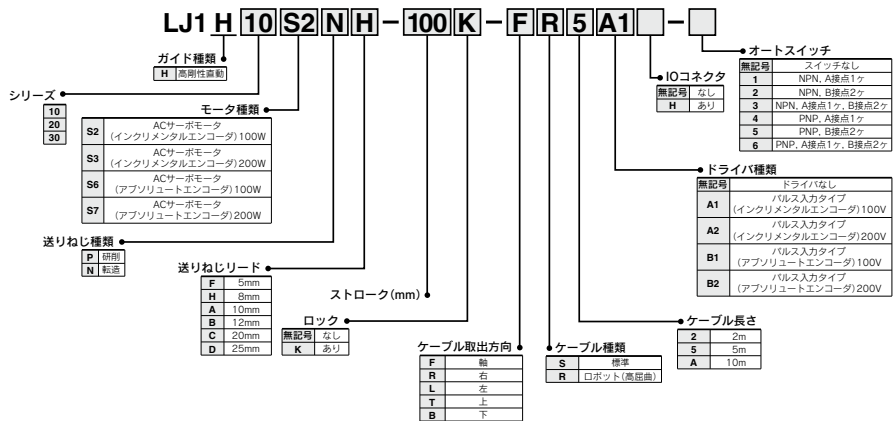 LJ1 H 10 S2 N H - 100 K - F R 5 A1 □ - □
ガイド種類
H 高剛性直動
シリーズ
10
20
30
モータ種類
S2 ACサーボモータ
(インクリメンタルエンコーダ)100W
S3 ACサーボモータ
(インクリメンタルエンコーダ)200W
S6 ACサーボモータ
(アブソリュートエンコーダ)100W
S7 ACサーボモータ
(アブソリュートエンコーダ)200W
送りねじ種類
P 研削
N 転造
送りねじリード
F 5mm
H 8mm
A 10mm
B 12mm
C 20mm
D 25mm
ストローク(mm)
ロック
無記号 なし
K あり
ケーブル取出方向
F 軸
R 右
L 左
T 上
B 下
ケーブル種類
S 標準
R ロボット(高屈曲)
ケーブル長さ
2 2m
5 5m
A 10m
ドライバ種類
無記号 ドライバなし
A1 パルス入力タイプ
(インクリメンタルエンコーダ)100V
A2 パルス入力タイプ
(インクリメンタルエンコーダ)200V
B1 パルス入力タイプ
(アブソリュートエンコーダ)100V
B2 パルス入力タイプ
(アブソリュートエンコーダ)200V
IOコネクタ
無記号 なし
H あり
オートスイッチ
無記号 スイッチなし
1 NPN, A接点1ヶ
2 NPN, B接点2ヶ
3 NPN, A接点1ヶ, B接点2ヶ
4 PNP, A接点1ヶ
5 PNP, B接点2ヶ
6 PNP, A接点1ヶ, B接点2ヶ